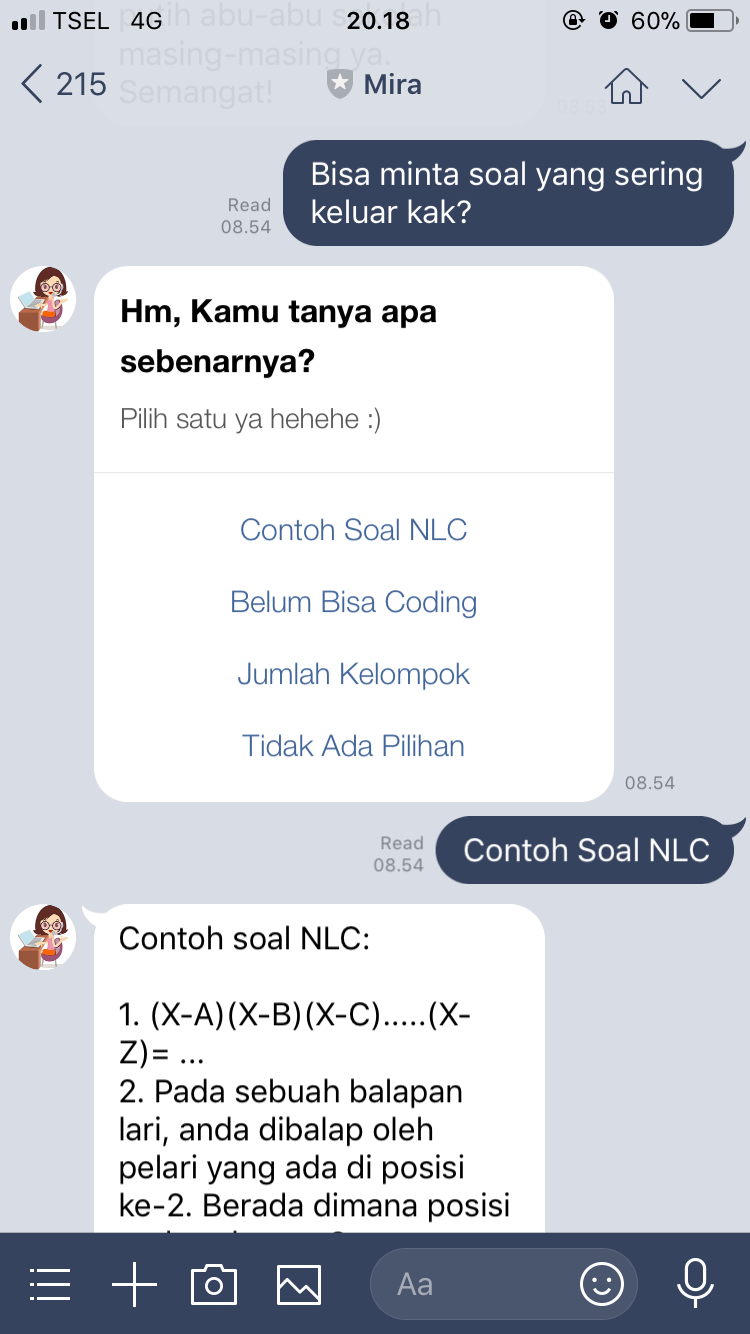 TSEL 4G 20.18 60%
putih abu-abu sekolah
masing-masing ya.
Semangat!
08.53
215 Mira
Bisa minta soal yang sering
keluar kak?
Read
08.54
Hm, Kamu tanya apa
sebenarnya?
Pilih satu ya hehehe :)
Contoh Soal NLC
Belum Bisa Coding
Jumlah Kelompok
Tidak Ada Pilihan
08.54
Read
08.54
Contoh Soal NLC
Contoh soal NLC:
1. (X-A)(X-B)(X-C).....(X-
Z)= ...
2. Pada sebuah balapan
lari, anda dibalap oleh
pelari yang ada di posisi
ke-2. Berada dimana posisi
Aa